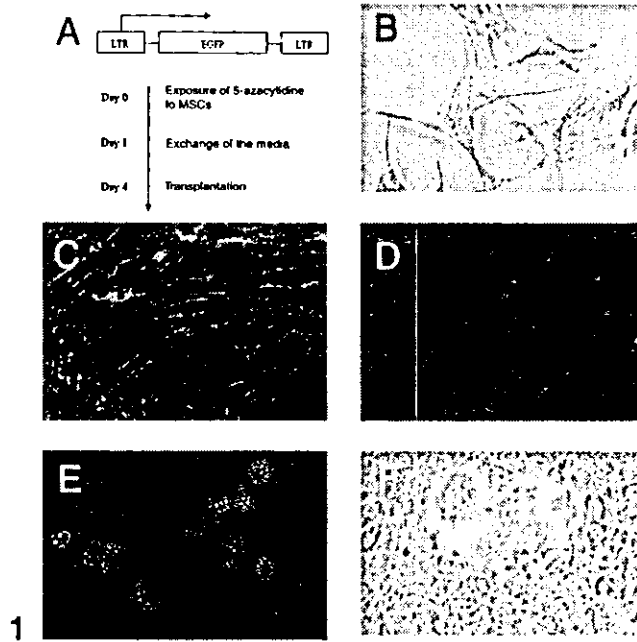 A
LTR EGFP LTR
Day 0 Exposure of 5-azacytidine
to MSCs
Day 1 Exchange of the media
Day 4 Transplantation
B
C
D
E
F
1